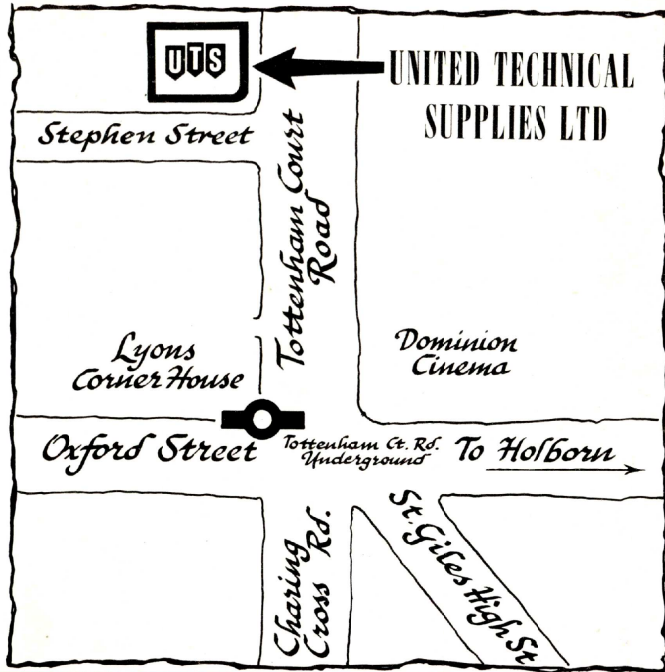 UTS
UNITED TECHNICAL
SUPPLIES LTD
Stephen Street
Tottenham Court
Road
Lyons
Corner House
Dominion
Cinema
Oxford Street
Tottenham Ct. Rd.
Underground
To Holborn
Charing
Cross Rd.
St. Giles High St